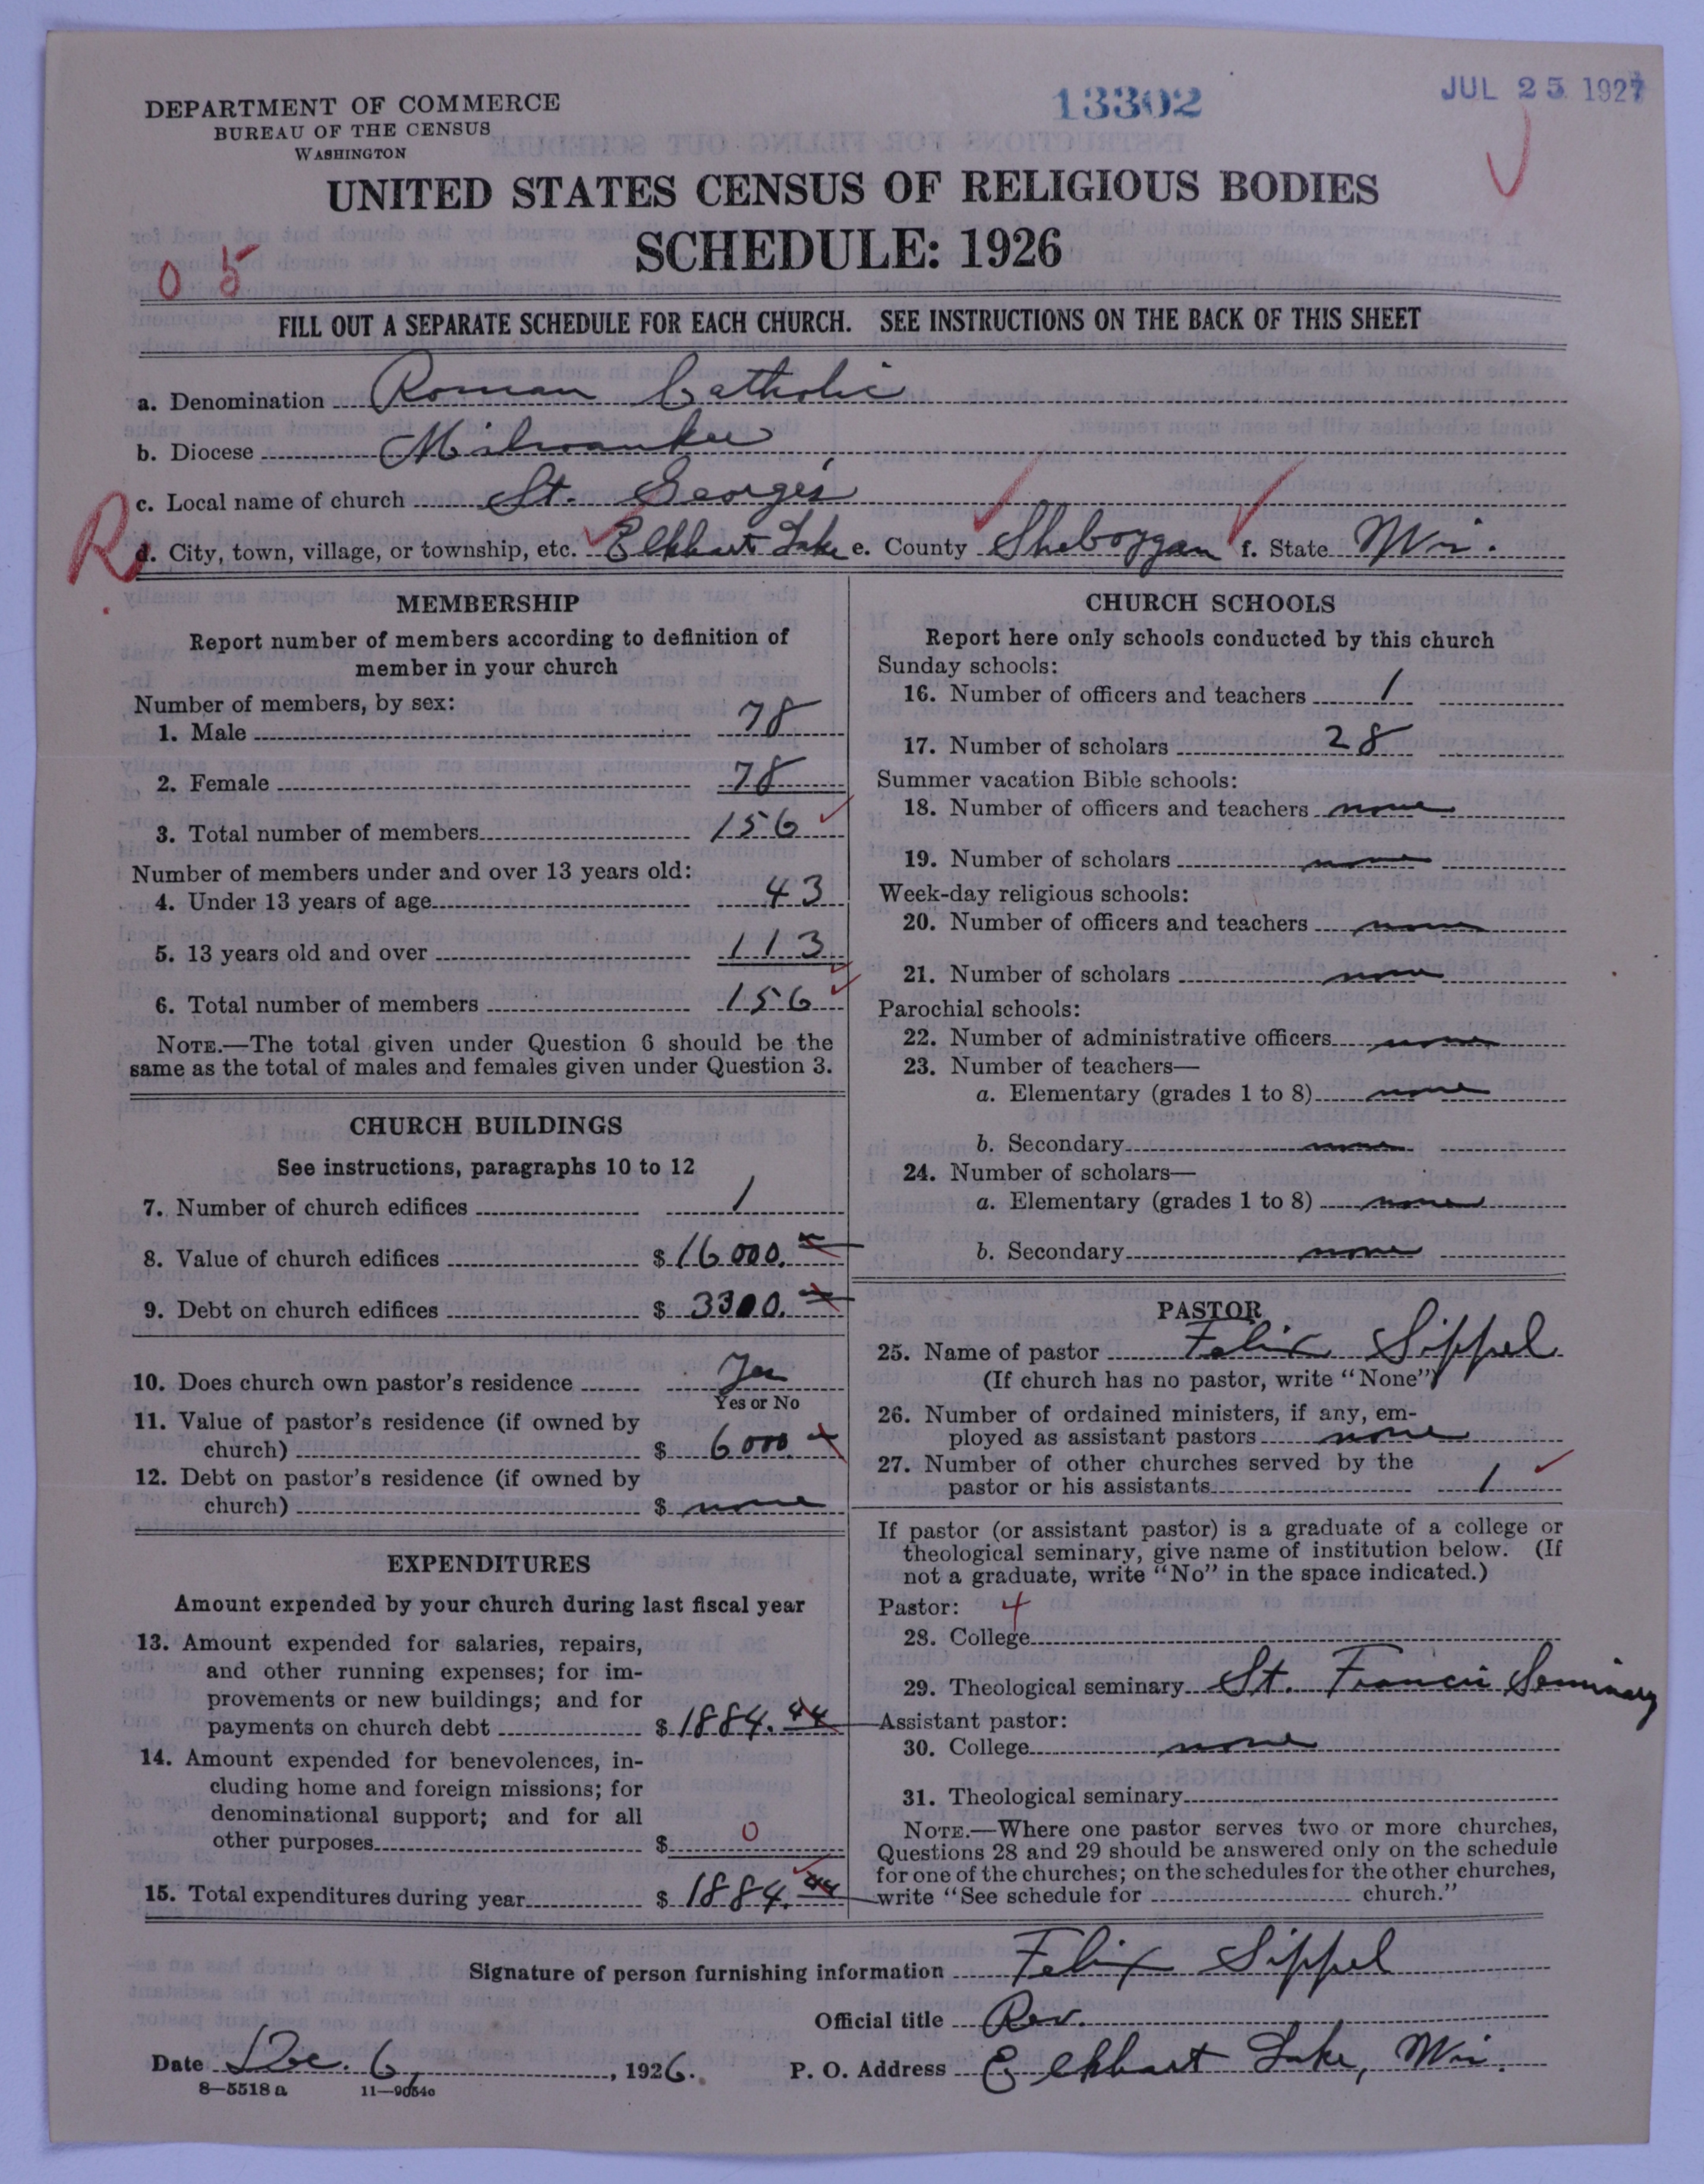 13302
JUL 25 1927
DEPARTMENT OF COMMERCE
BUREAU OF THE CENSUS
WASHINGTON
UNITED STATES CENSUS OF RELIGIOUS BODIES
SCHEDULE: 1926
0 5
FILL OUT A SEPARATE SCHEDULE FOR EACH CHURCH. SEE INSTRUCTIONS ON THE BACK OF THIS SHEET
a. Denomination Roman Catholic
b. Diocese Milwaukee
c. Local name of church St. George's
R
d. City, town, village, or township, etc. Elkhart Lake e. County Sheboygan f. State Wis.
MEMBERSHIP
Report number of members according to definition of
member in your church
Number of members, by sex:
1. Male 78
2. Female 78
3. Total number of members 156
Number of members under and over 13 years old:
4. Under 13 years of age 43
5. 13 years old and over 113
6. Total number of members 156
NOTE.—The total given under Question 6 should be the
same as the total of males and females given under Question 3.
CHURCH BUILDINGS
See instructions, paragraphs 10 to 12
7. Number of church edifices 1
8. Value of church edifices $ 16 000.
9. Debt on church edifices $ 3300.
10. Does church own pastor's residence Yes
Yes or No
11. Value of pastor's residence (if owned by
church) $ 6000
12. Debt on pastor's residence (if owned by
church) $ none
EXPENDITURES
Amount expended by your church during last fiscal year
13. Amount expended for salaries, repairs,
and other running expenses; for im-
provements or new buildings; and for
payments on church debt $ 1884.44
14. Amount expended for benevolences, in-
cluding home and foreign missions; for
denominational support; and for all
other purposes $ 0
15. Total expenditures during year $ 1884.44
CHURCH SCHOOLS
Report here only schools conducted by this church
Sunday schools:
16. Number of officers and teachers 1
17. Number of scholars 28
Summer vacation Bible schools:
18. Number of officers and teachers none
19. Number of scholars none
Week-day religious schools:
20. Number of officers and teachers none
21. Number of scholars none
Parochial schools:
22. Number of administrative officers none
23. Number of teachers—
a. Elementary (grades 1 to 8) none
b. Secondary none
24. Number of scholars—
a. Elementary (grades 1 to 8) none
b. Secondary none
PASTOR
25. Name of pastor Felix Sippel
(If church has no pastor, write "None")
26. Number of ordained ministers, if any, em-
ployed as assistant pastors none
27. Number of other churches served by the
pastor or his assistants 1
If pastor (or assistant pastor) is a graduate of a college or
theological seminary, give name of institution below. (If
not a graduate, write "No" in the space indicated.)
Pastor: 4
28. College
29. Theological seminary St. Francis Seminary
Assistant pastor:
30. College none
31. Theological seminary
NOTE.—Where one pastor serves two or more churches,
Questions 28 and 29 should be answered only on the schedule
for one of the churches; on the schedules for the other churches,
write "See schedule for church."
Signature of person furnishing information Felix Sippel
Official title Rev.
Date Dec. 6, 1926. P. O. Address Elkhart Lake, Wis.
8—5518 a 11—9054c